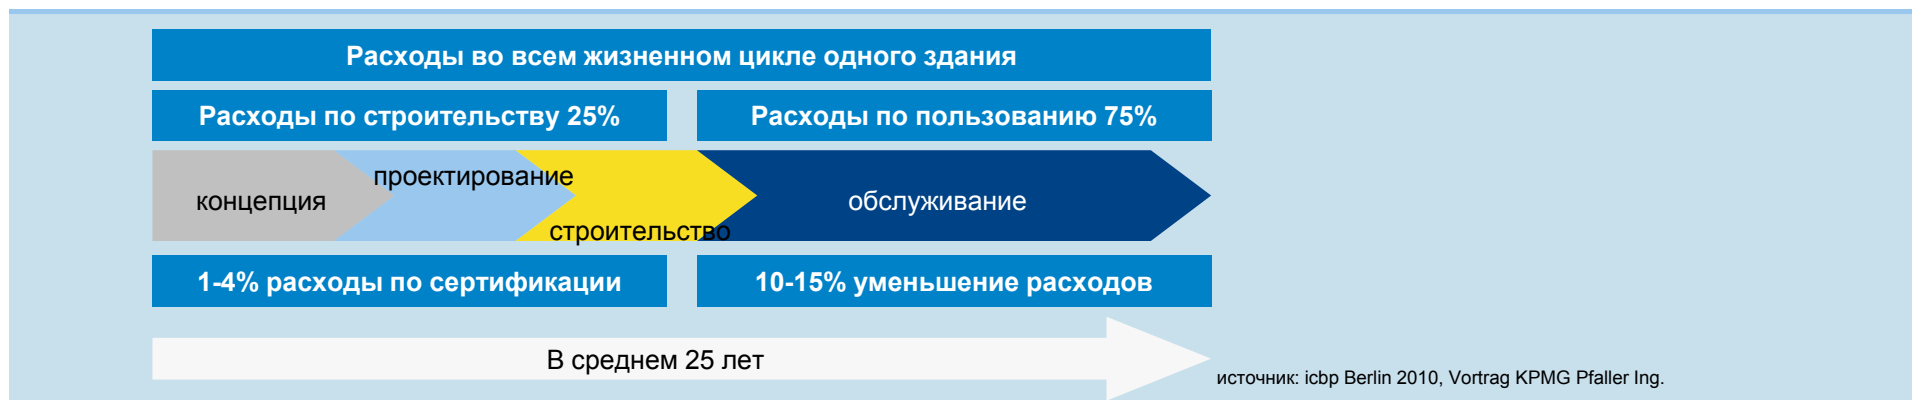 Расходы во всем жизненном цикле одного здания
Расходы по строительству 25%
Расходы по пользованию 75%
концепция
проектирование
строительство
обслуживание
1-4% расходы по сертификации
10-15% уменьшение расходов
В среднем 25 лет
источник: icbp Berlin 2010, Vortrag KPMG Pfaller Ing.